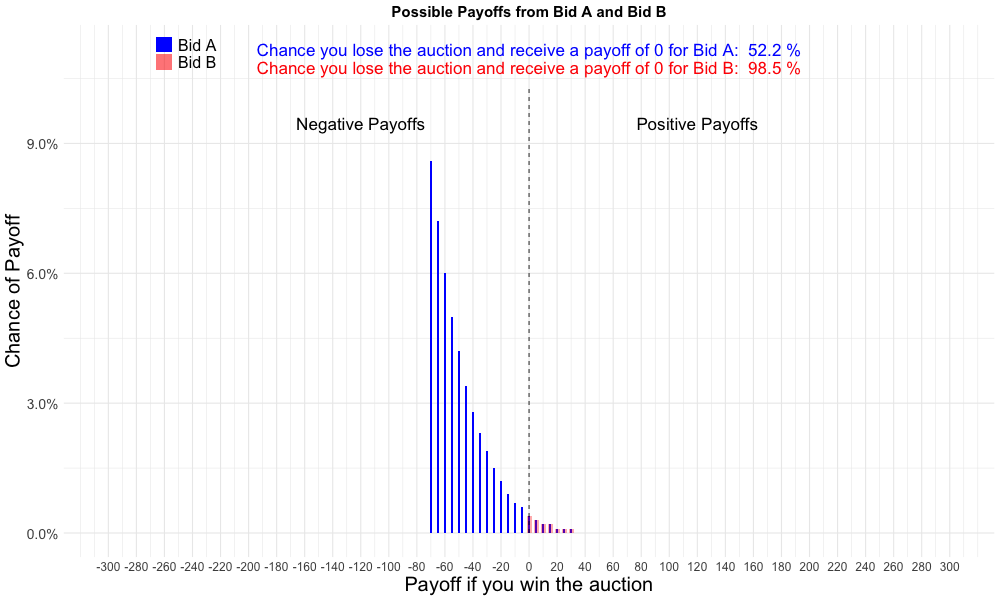 Possible Payoffs from Bid A and Bid B
Bid A
Bid B
Chance you lose the auction and receive a payoff of 0 for Bid A: 52.2 %
Chance you lose the auction and receive a payoff of 0 for Bid B: 98.5 %
Negative Payoffs
Positive Payoffs
Chance of Payoff
9.0%
6.0%
3.0%
0.0%
-300 -280 -260 -240 -220 -200 -180 -160 -140 -120 -100 -80 -60 -40 -20 0 20 40 60 80 100 120 140 160 180 200 220 240 260 280 300
Payoff if you win the auction